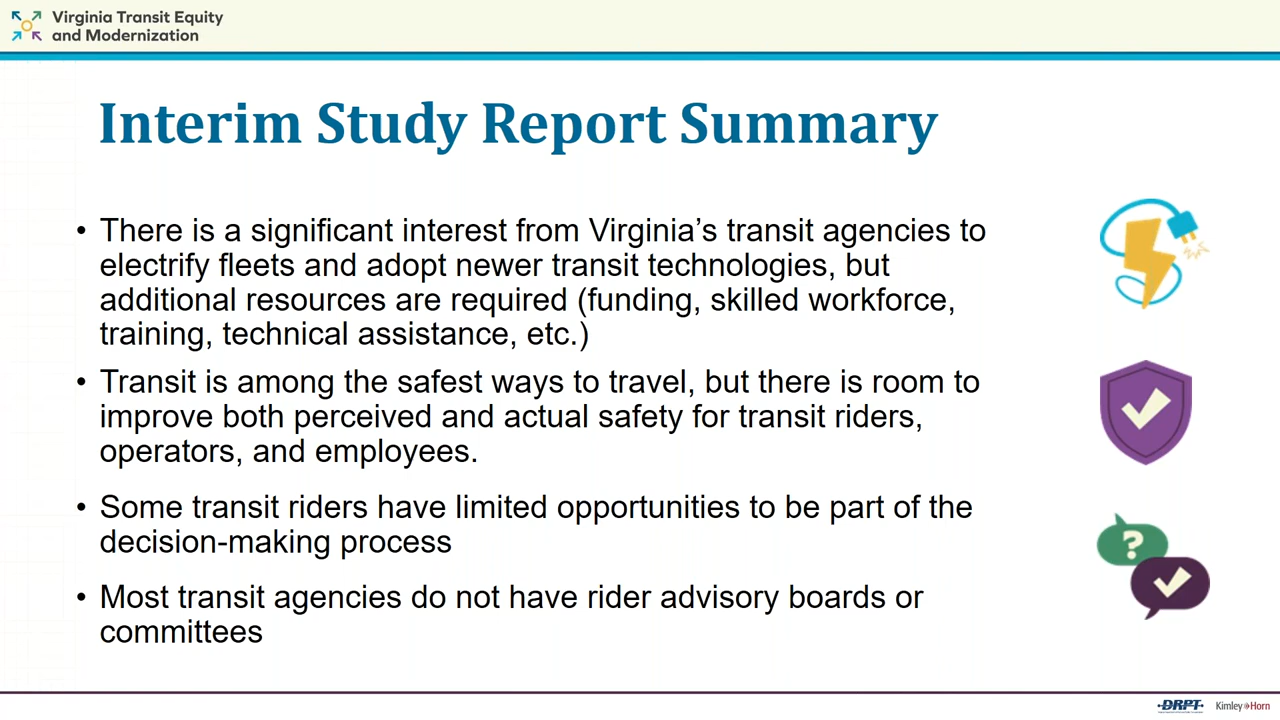 Virginia Transit Equity
and Modernization
Interim Study Report Summary
• There is a significant interest from Virginia’s transit agencies to
electrify fleets and adopt newer transit technologies, but
additional resources are required (funding, skilled workforce,
training, technical assistance, etc.)
• Transit is among the safest ways to travel, but there is room to
improve both perceived and actual safety for transit riders,
operators, and employees.
• Some transit riders have limited opportunities to be part of the
decision-making process
?
• Most transit agencies do not have rider advisory boards or
committees
DRPT
Kimley»Horn